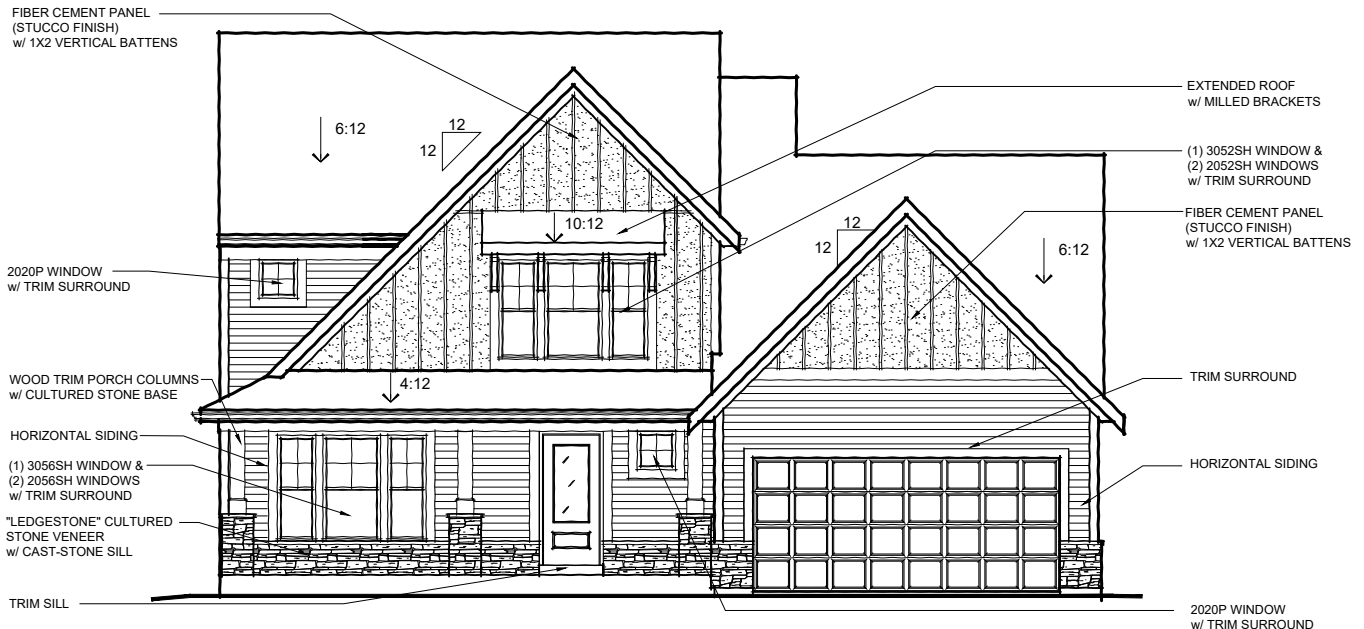 FIBER CEMENT PANEL
(STUCCO FINISH)
w/ 1X2 VERTICAL BATTENS
6:12
12
12
EXTENDED ROOF
w/ MILLED BRACKETS
(1) 3052SH WINDOW &
(2) 2052SH WINDOWS
w/ TRIM SURROUND
10:12
12
12
FIBER CEMENT PANEL
(STUCCO FINISH)
w/ 1X2 VERTICAL BATTENS
6:12
2020P WINDOW
w/ TRIM SURROUND
WOOD TRIM PORCH COLUMNS
w/ CULTURED STONE BASE
4:12
TRIM SURROUND
HORIZONTAL SIDING
(1) 3056SH WINDOW &
(2) 2056SH WINDOWS
w/ TRIM SURROUND
HORIZONTAL SIDING
"LEDGESTONE" CULTURED
STONE VENEER
w/ CAST-STONE SILL
TRIM SILL
2020P WINDOW
w/ TRIM SURROUND